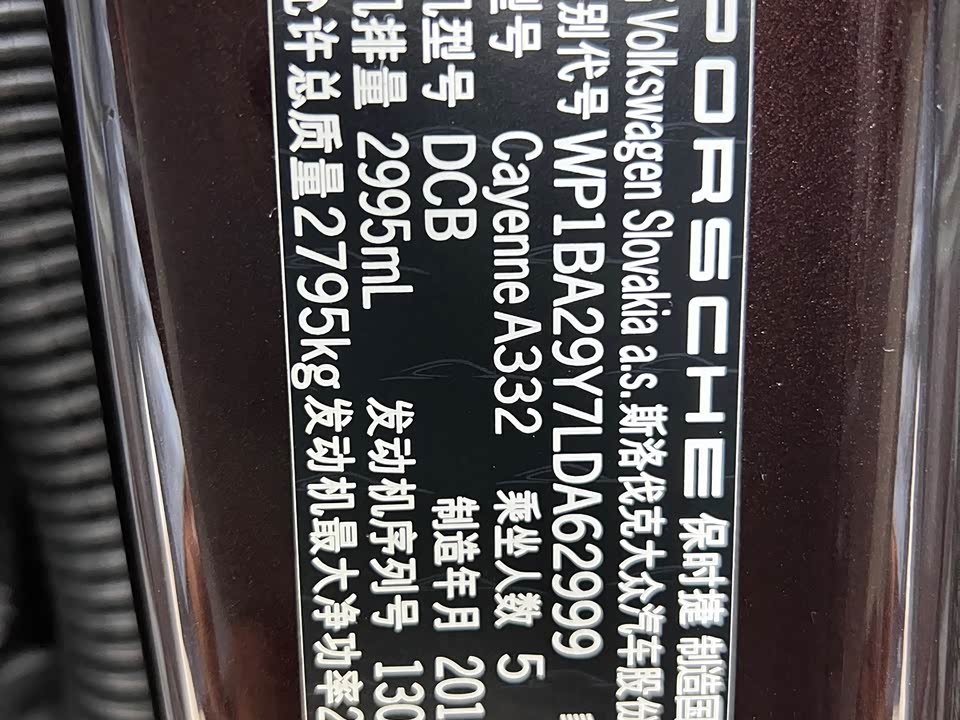 PORSCHE 保时捷 制造国
Volkswagen Slovakia a.s.斯洛伐克大众汽车股份
别代号 WP1BA29Y7LDA62999
型号 Cayenne A332 乘坐人数 5
型号 DCB 制造年月 201
排量 2995mL 发动机序列号 130
许总质量 2795kg 发动机最大净功率2